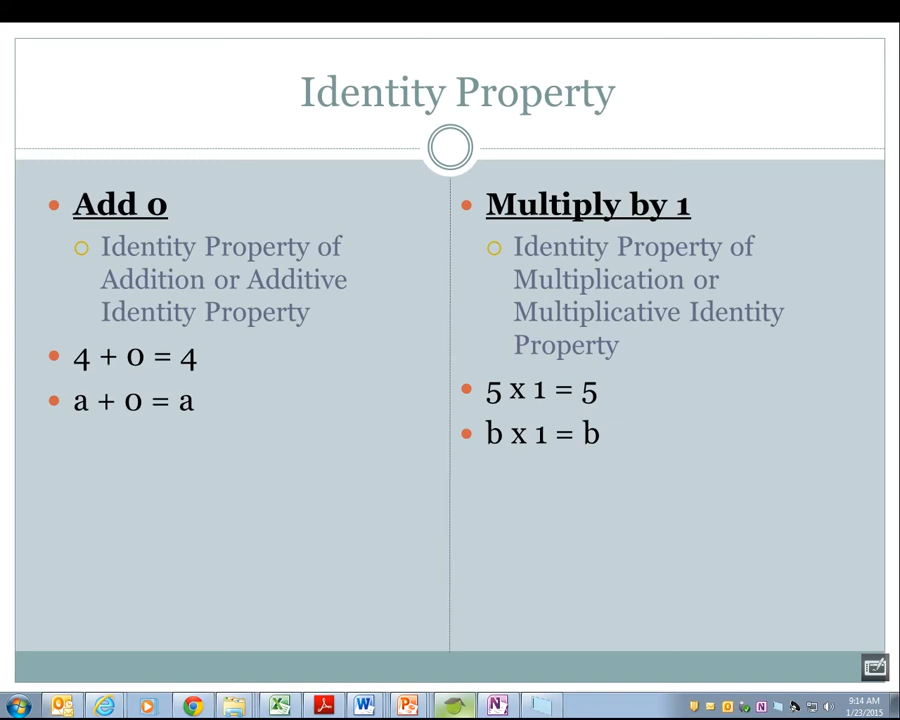 Identity Property
Add 0
Identity Property of
Addition or Additive
Identity Property
4 + 0 = 4
a + 0 = a
Multiply by 1
Identity Property of
Multiplication or
Multiplicative Identity
Property
5 x 1 = 5
b x 1 = b
9:14 AM
1/23/2015